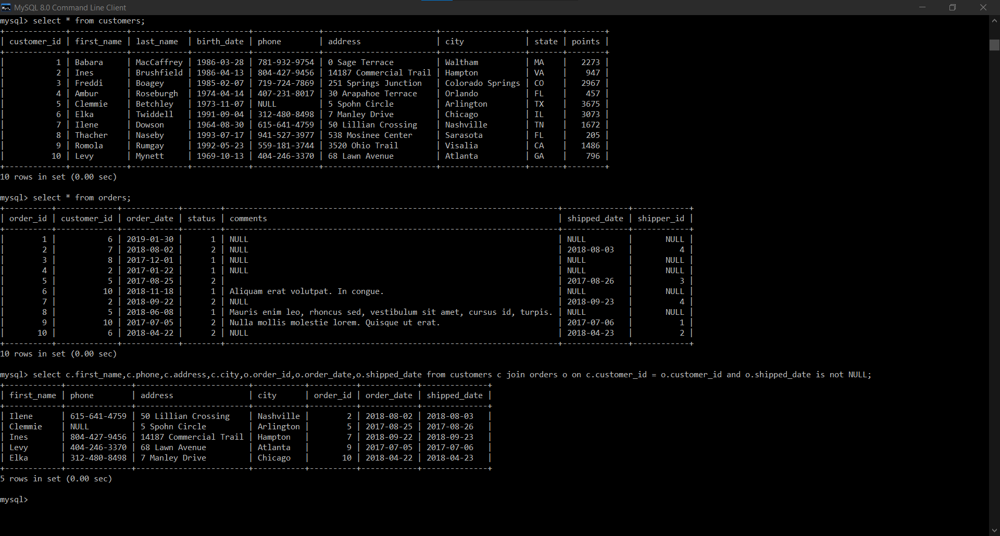 MySQL 8.0 Command Line Client
mysql> select * from customers;
+-------------+------------+------------+------------+--------------+------------------------+------------------+-------+--------+
| customer_id | first_name | last_name  | birth_date | phone        | address                | city             | state | points |
+-------------+------------+------------+------------+--------------+------------------------+------------------+-------+--------+
|           1 | Babara     | MacCaffrey | 1986-03-28 | 781-932-9754 | 0 Sage Terrace         | Waltham          | MA    |   2273 |
|           2 | Ines       | Brushfield | 1986-04-13 | 804-427-9456 | 14187 Commercial Trail | Hampton          | VA    |    947 |
|           3 | Freddi     | Boagey     | 1985-02-07 | 719-724-7869 | 251 Springs Junction   | Colorado Springs | CO    |   2967 |
|           4 | Ambur      | Roseburgh  | 1974-04-14 | 407-231-8017 | 30 Arapahoe Terrace    | Orlando          | FL    |    457 |
|           5 | Clemmie    | Betchley   | 1973-11-07 | NULL         | 5 Spohn Circle         | Arlington        | TX    |   3675 |
|           6 | Elka       | Twiddell   | 1991-09-04 | 312-480-8498 | 7 Manley Drive         | Chicago          | IL    |   3073 |
|           7 | Ilene      | Dowson     | 1964-08-30 | 615-641-4759 | 50 Lillian Crossing    | Nashville        | TN    |   1672 |
|           8 | Thacher    | Naseby     | 1993-07-17 | 941-527-3977 | 538 Mosinee Center     | Sarasota         | FL    |    205 |
|           9 | Romola     | Rumgay     | 1992-05-23 | 559-181-3744 | 3520 Ohio Trail        | Visalia          | CA    |   1486 |
|          10 | Levy       | Mynett     | 1969-10-13 | 404-246-3370 | 68 Lawn Avenue         | Atlanta          | GA    |    796 |
+-------------+------------+------------+------------+--------------+------------------------+------------------+-------+--------+
10 rows in set (0.00 sec)
mysql> select * from orders;
+----------+-------------+------------+--------+-----------------------------------------------------------------------+--------------+------------+
| order_id | customer_id | order_date | status | comments                                                              | shipped_date | shipper_id |
+----------+-------------+------------+--------+-----------------------------------------------------------------------+--------------+------------+
|        1 |           6 | 2019-01-30 |      1 | NULL                                                                  | NULL         |       NULL |
|        2 |           7 | 2018-08-02 |      2 | NULL                                                                  | 2018-08-03   |          4 |
|        3 |           8 | 2017-12-01 |      1 | NULL                                                                  | NULL         |       NULL |
|        4 |           2 | 2017-01-22 |      1 | NULL                                                                  | NULL         |       NULL |
|        5 |           5 | 2017-08-25 |      2 |                                                                       | 2017-08-26   |          3 |
|        6 |          10 | 2018-11-18 |      1 | Aliquam erat volutpat. In congue.                                     | NULL         |       NULL |
|        7 |           2 | 2018-09-22 |      2 | NULL                                                                  | 2018-09-23   |          4 |
|        8 |           5 | 2018-06-08 |      1 | Mauris enim leo, rhoncus sed, vestibulum sit amet, cursus id, turpis. | NULL         |       NULL |
|        9 |          10 | 2017-07-05 |      2 | Nulla mollis molestie lorem. Quisque ut erat.                         | 2017-07-06   |          1 |
|       10 |           6 | 2018-04-22 |      2 | NULL                                                                  | 2018-04-23   |          2 |
+----------+-------------+------------+--------+-----------------------------------------------------------------------+--------------+------------+
10 rows in set (0.00 sec)
mysql> select c.first_name,c.phone,c.address,c.city,o.order_id,o.order_date,o.shipped_date from customers c join orders o on c.customer_id = o.customer_id and o.shipped_date is not NULL;
+------------+--------------+------------------------+-----------+----------+------------+--------------+
| first_name | phone        | address                | city      | order_id | order_date | shipped_date |
+------------+--------------+------------------------+-----------+----------+------------+--------------+
| Ilene      | 615-641-4759 | 50 Lillian Crossing    | Nashville |        2 | 2018-08-02 | 2018-08-03   |
| Clemmie    | NULL         | 5 Spohn Circle         | Arlington |        5 | 2017-08-25 | 2017-08-26   |
| Ines       | 804-427-9456 | 14187 Commercial Trail | Hampton   |        7 | 2018-09-22 | 2018-09-23   |
| Levy       | 404-246-3370 | 68 Lawn Avenue         | Atlanta   |        9 | 2017-07-05 | 2017-07-06   |
| Elka       | 312-480-8498 | 7 Manley Drive         | Chicago   |       10 | 2018-04-22 | 2018-04-23   |
+------------+--------------+------------------------+-----------+----------+------------+--------------+
5 rows in set (0.00 sec)
mysql>